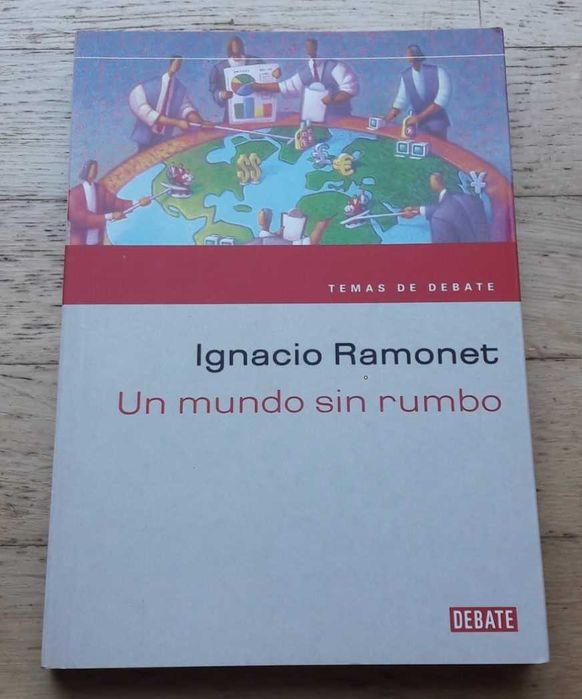 $$
£
€
¥
TEMAS DE DEBATE
Ignacio Ramonet
Un mundo sin rumbo
DEBATE